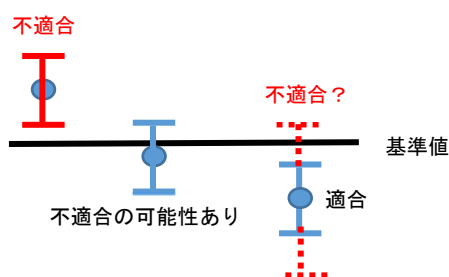 不適合
不適合？
基準値
適合
不適合の可能性あり